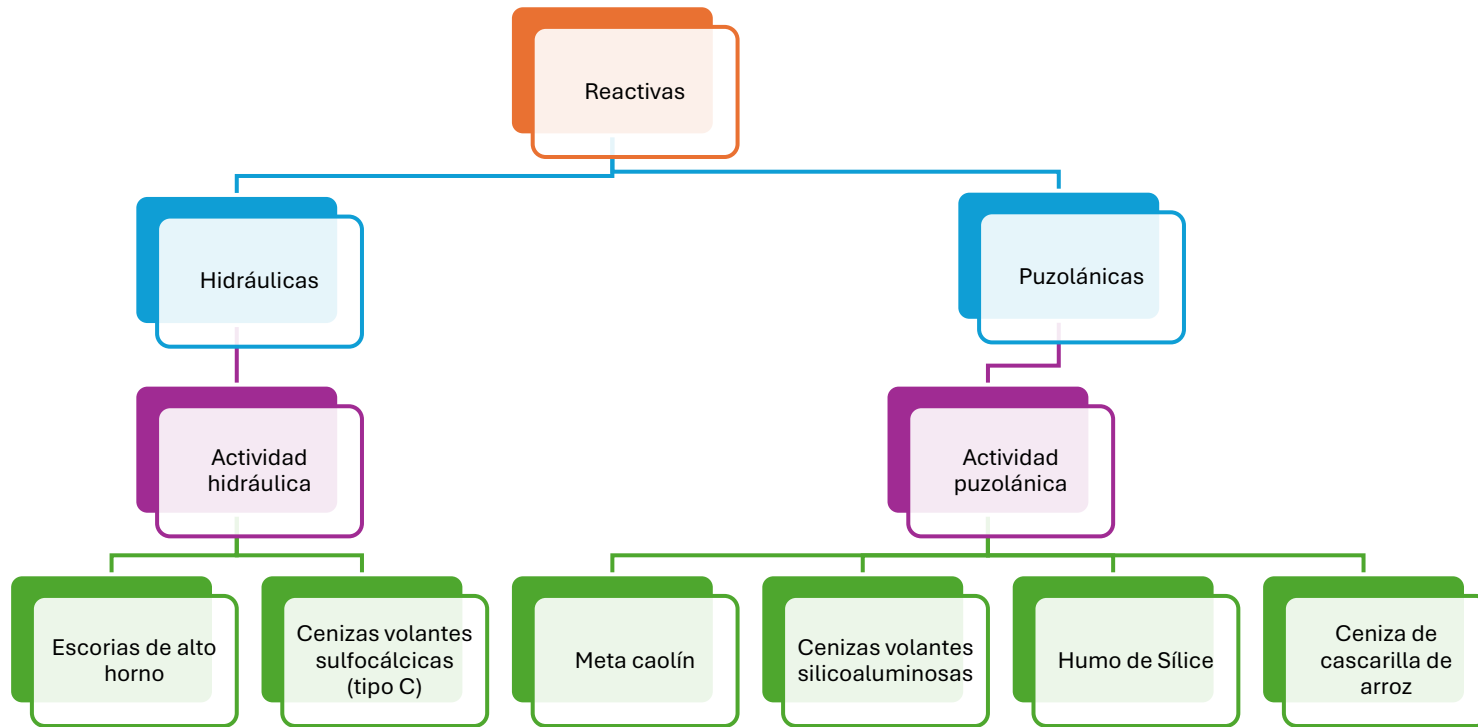 Reactivas
Hidráulicas
Puzolánicas
Actividad
hidráulica
Actividad
puzolánica
Escorias de alto
horno
Cenizas volantes
sulfocálcicas
(tipo C)
Meta caolín
Cenizas volantes
silicoaluminosas
Humo de Sílice
Ceniza de
cascarilla de
arroz